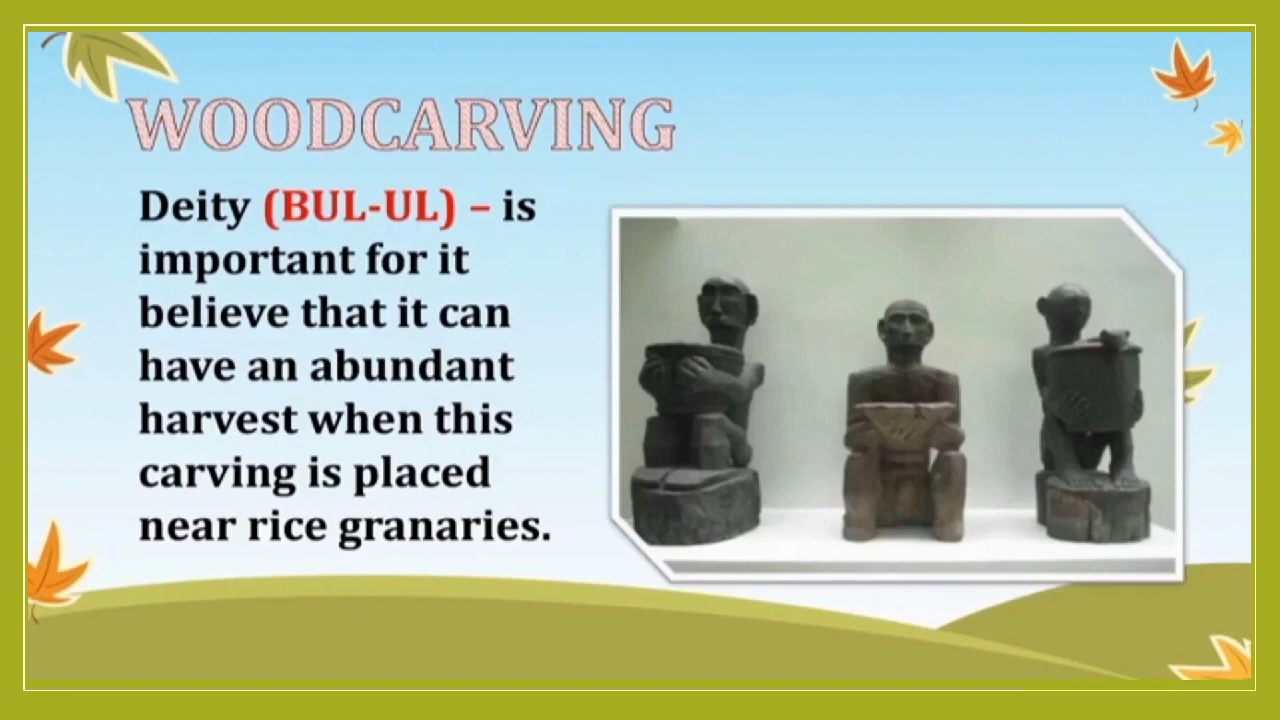 WOODCARVING
Deity (BUL-UL) – is
important for it
believe that it can
have an abundant
harvest when this
carving is placed
near rice granaries.